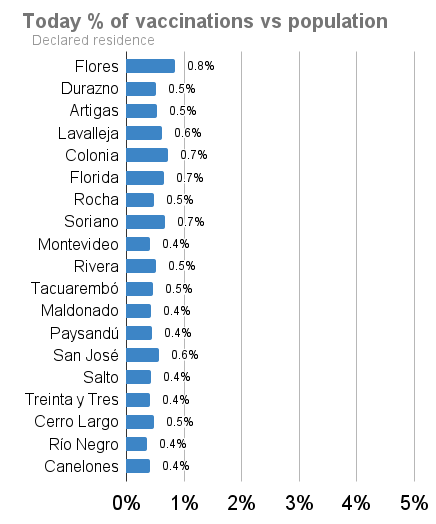 Today % of vaccinations vs population
Declared residence
Flores 0.8%
Durazno 0.5%
Artigas 0.5%
Lavalleja 0.6%
Colonia 0.7%
Florida 0.7%
Rocha 0.5%
Soriano 0.7%
Montevideo 0.4%
Rivera 0.5%
Tacuarembó 0.5%
Maldonado 0.4%
Paysandú 0.4%
San José 0.6%
Salto 0.4%
Treinta y Tres 0.4%
Cerro Largo 0.5%
Río Negro 0.4%
Canelones 0.4%
0% 1% 2% 3% 4% 5%